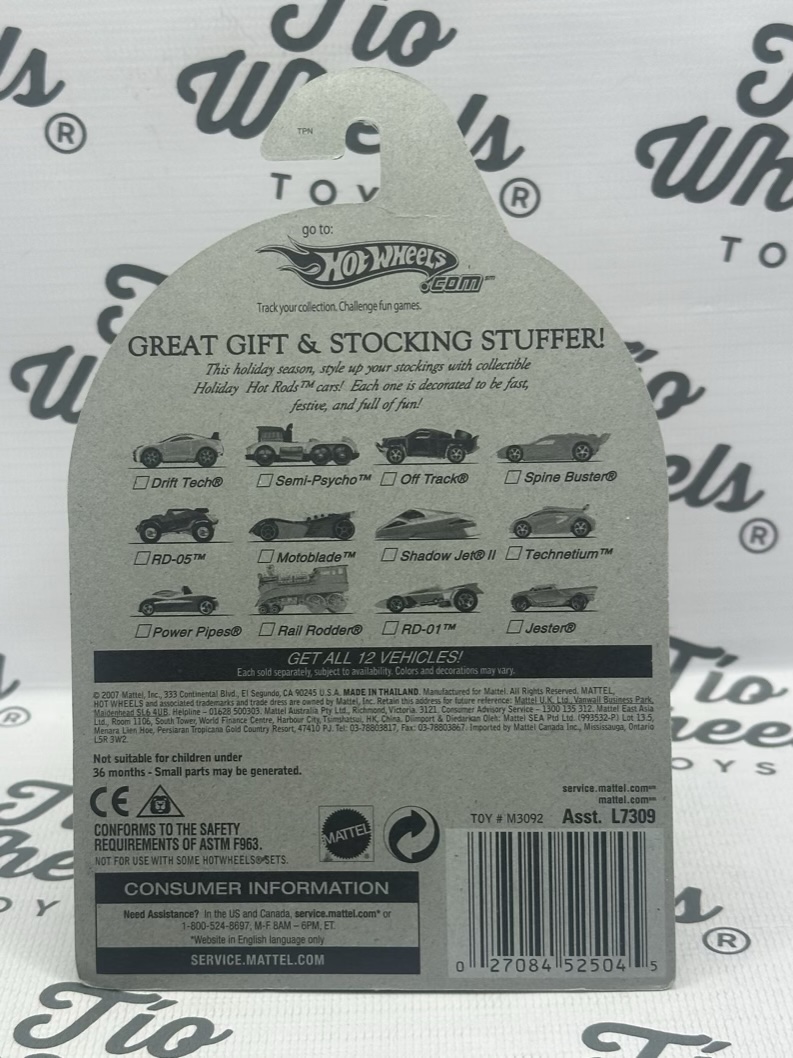 Tio
Wheels
TOYS
®
TPN
go to:
HOT WHEELS
.COM℠
Track your collection. Challenge fun games.
GREAT GIFT & STOCKING STUFFER!
This holiday season, style up your stockings with collectible
Holiday Hot Rods™ cars! Each one is decorated to be fast,
festive, and full of fun!
Drift Tech® Semi-Psycho™ Off Track® Spine Buster®
RD-05™ Motoblade™ Shadow Jet® II Technetium™
Power Pipes® Rail Rodder® RD-01™ Jester®
GET ALL 12 VEHICLES!
Each sold separately, subject to availability. Colors and decorations may vary.
© 2007 Mattel, Inc., 333 Continental Blvd., El Segundo, CA 90245 U.S.A. MADE IN THAILAND. Manufactured for Mattel. All Rights Reserved. MATTEL,
HOT WHEELS and associated trademarks and trade dress are owned by Mattel, Inc. Retain this address for future reference: Mattel U.K. Ltd., Vanwall Business Park,
Maidenhead SL6 4UB. Helpline – 01628 500303. Mattel Australia Pty Ltd., Richmond, Victoria. 3121. Consumer Advisory Service – 1300 135 312. Mattel East Asia
Ltd., Room 1106, South Tower, World Finance Centre, Harbour City, Tsimshatsui, HK, China. Diimport & Diedarkan Oleh: Mattel SEA Ptd Ltd. (993532-P) Lot 13.5,
Menara Lien Hoe, Persiaran Tropicana Golf Country Resort, 47410 PJ. Tel: 03-78803817, Fax: 03-78803867. Imported by Mattel Canada Inc., Mississauga, Ontario
L5R 3W2.
Not suitable for children under
36 months - Small parts may be generated.
service.mattel.com℠
mattel.com℠
CE
TOY # M3092 Asst. L7309
MATTEL
CONFORMS TO THE SAFETY
REQUIREMENTS OF ASTM F963.
NOT FOR USE WITH SOME HOTWHEELS® SETS.
CONSUMER INFORMATION
Need Assistance? In the US and Canada, service.mattel.com* or
1-800-524-8697, M-F 8AM – 6PM, ET.
*Website in English language only
SERVICE.MATTEL.COM
0 27084 52504 5